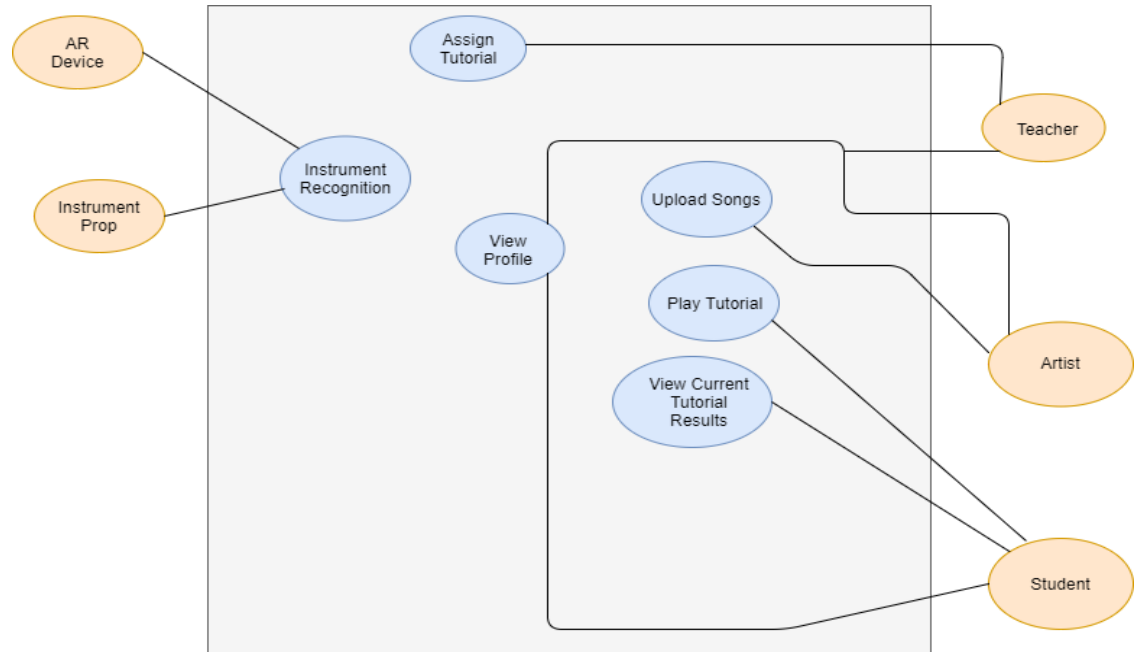 AR
Device
Assign
Tutorial
Teacher
Instrument
Recognition
Instrument
Prop
Upload Songs
View
Profile
Play Tutorial
Artist
View Current
Tutorial
Results
Student